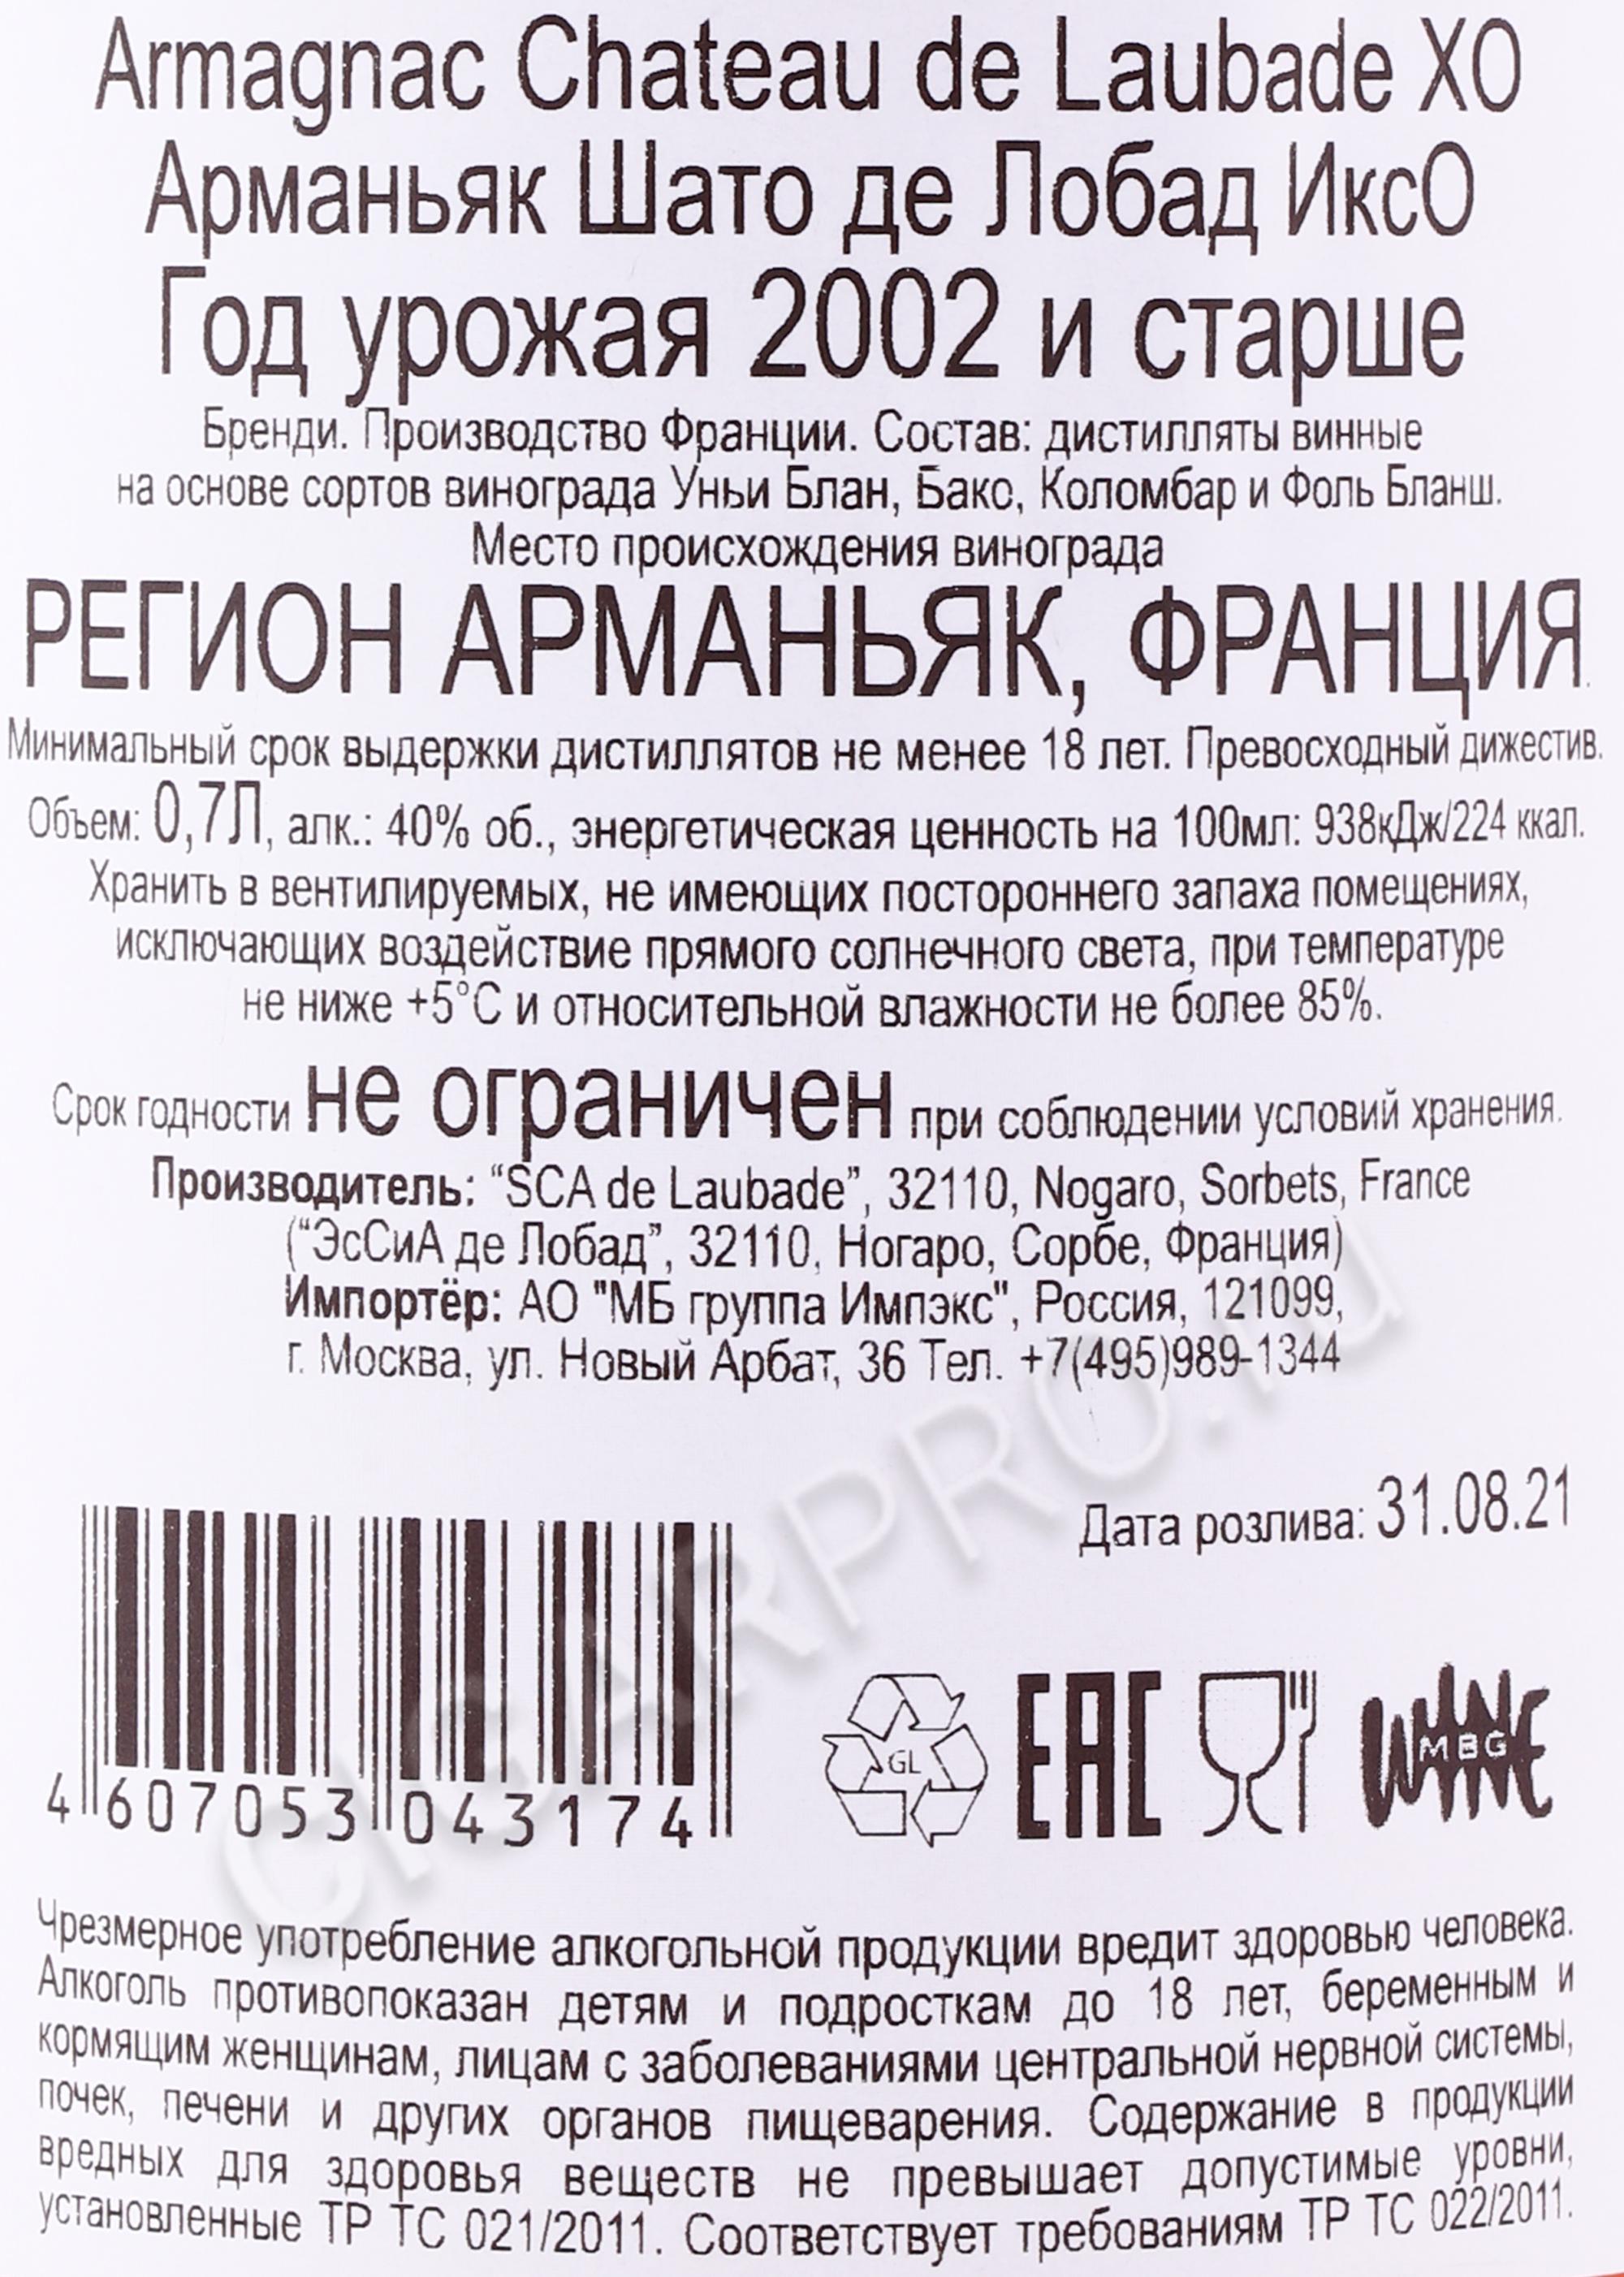 Armagnac Chateau de Laubade XO
Арманьяк Шато де Лобад ИксО
Год урожая 2002 и старше
Бренди. Производство Франции. Состав: дистилляты винные
на основе сортов винограда Уньи Блан, Бако, Коломбар и Фоль Бланш.
Место происхождения винограда
РЕГИОН АРМАНЬЯК, ФРАНЦИЯ.
Минимальный срок выдержки дистиллятов не менее 18 лет. Превосходный дижестив.
Объем: 0,7Л, алк.: 40% об., энергетическая ценность на 100мл: 938кДж/224 ккал.
Хранить в вентилируемых, не имеющих постороннего запаха помещениях,
исключающих воздействие прямого солнечного света, при температуре
не ниже +5°С и относительной влажности не более 85%.
Срок годности не ограничен при соблюдении условий хранения.
Производитель: “SCA de Laubade”, 32110, Nogaro, Sorbets, France
(“ЭсСиА де Лобад”, 32110, Ногаро, Сорбе, Франция)
Импортёр: АО "МБ группа Импэкс", Россия, 121099,
г. Москва, ул. Новый Арбат, 36 Тел. +7(495)989-1344
CIGARPRO.ru
Дата розлива: 31.08.21
4 607053 043174
GL
EAC
WINE
MBG
Чрезмерное употребление алкогольной продукции вредит здоровью человека.
Алкоголь противопоказан детям и подросткам до 18 лет, беременным и
кормящим женщинам, лицам с заболеваниями центральной нервной системы,
почек, печени и других органов пищеварения. Содержание в продукции
вредных для здоровья веществ не превышает допустимые уровни,
установленные ТР ТС 021/2011. Соответствует требованиям ТР ТС 022/2011.